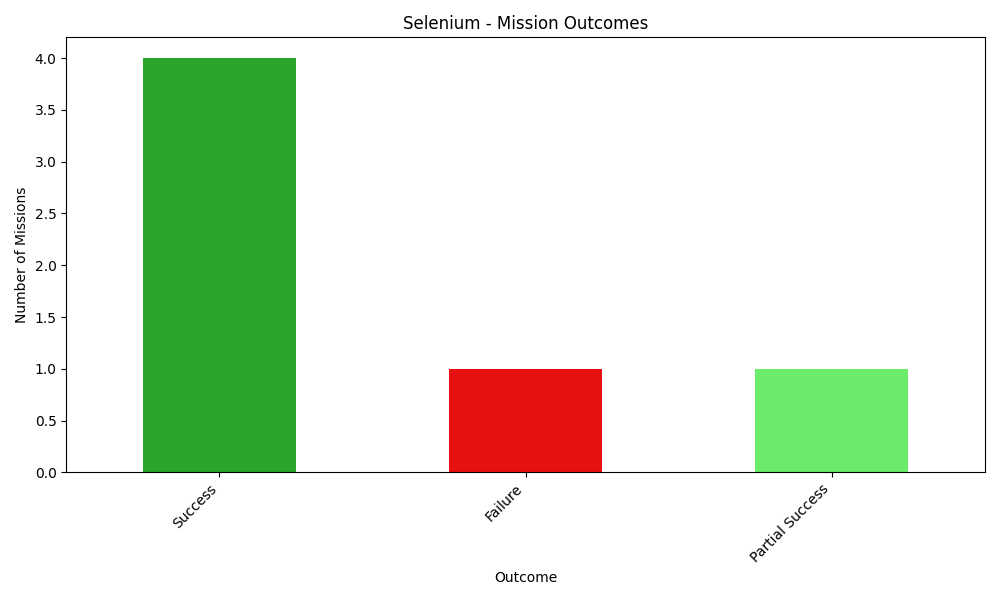 Selenium - Mission Outcomes
Number of Missions
4.0
3.5
3.0
2.5
2.0
1.5
1.0
0.5
0.0
Success
Failure
Partial Success
Outcome